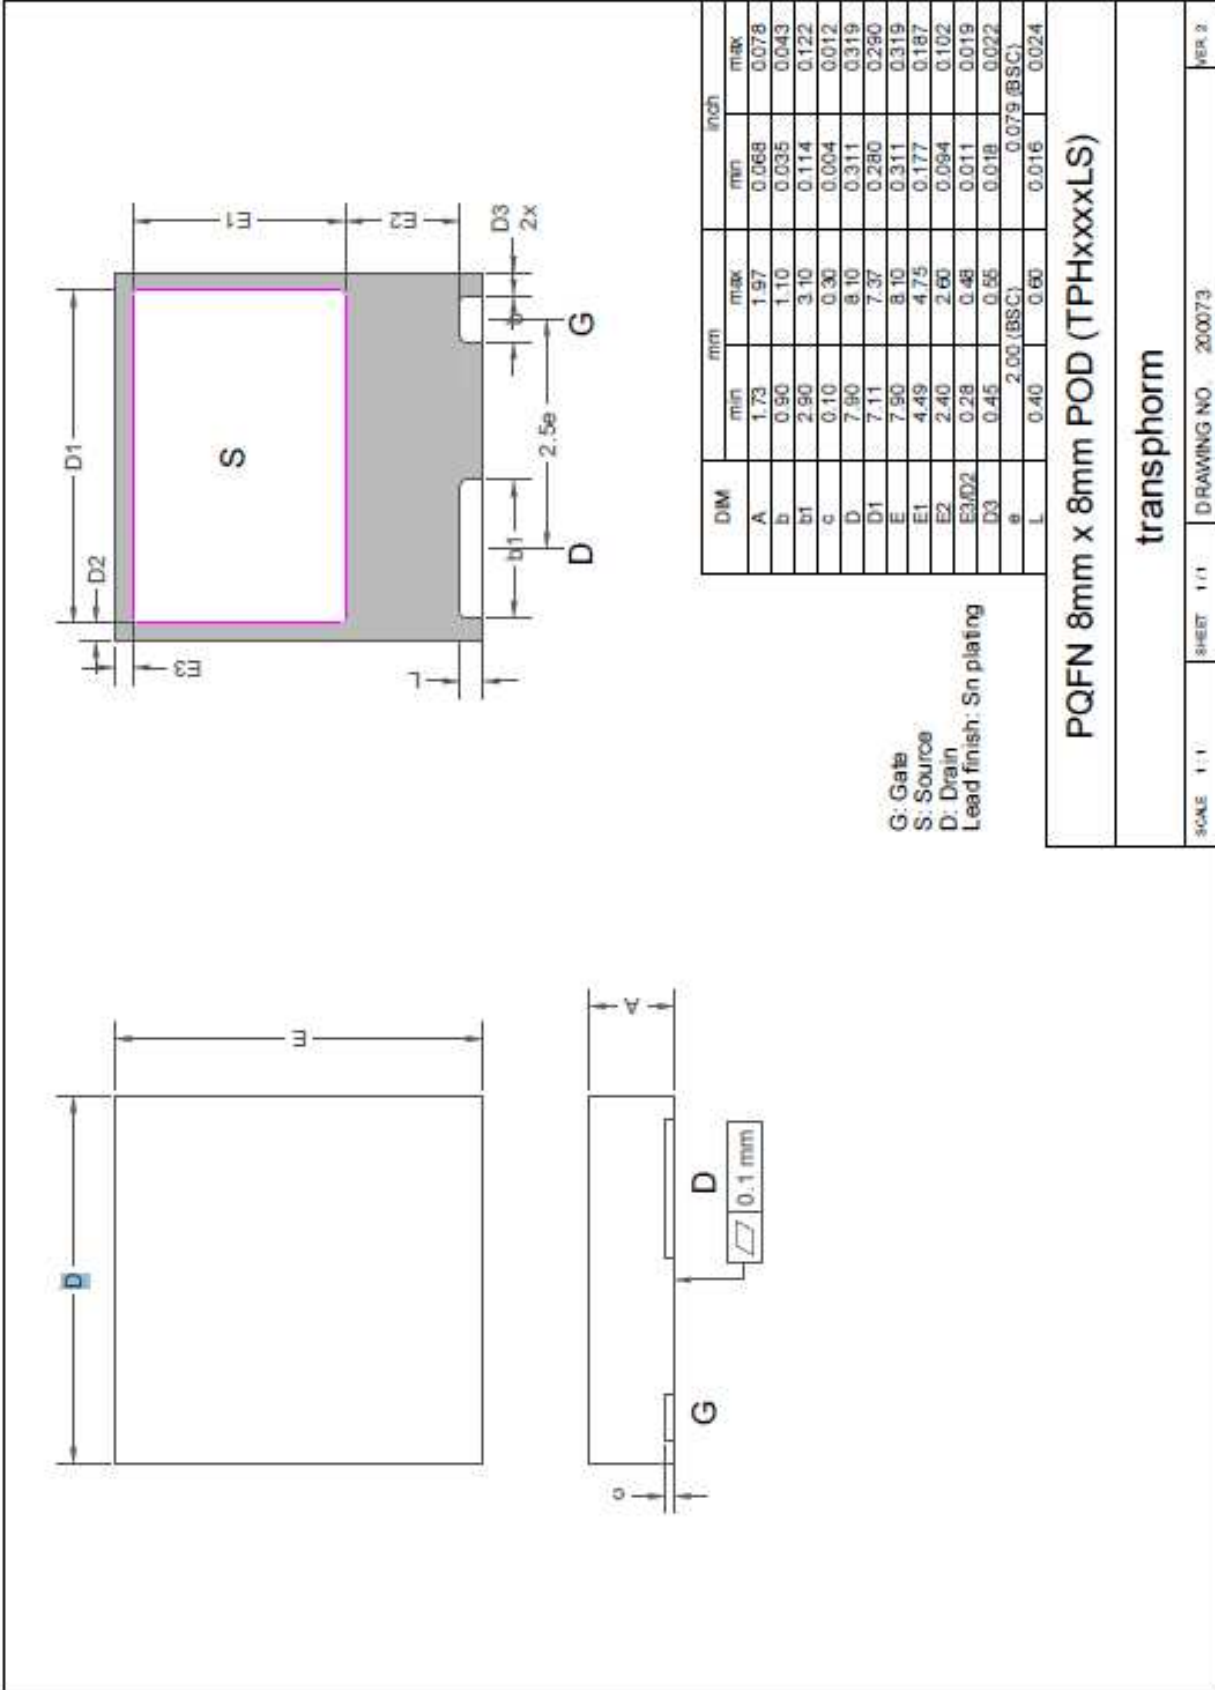 D1
D2
E3
S
E1
E2
L
D3
2x
b
b1
2.5e
D
G
D
E
A
c
G
D
0.1 mm
G: Gate
S: Source
D: Drain
Lead finish: Sn plating
DIM mm inch
min max min max
A 1.73 1.97 0.068 0.078
b 0.90 1.10 0.035 0.043
b1 2.90 3.10 0.114 0.122
c 0.10 0.30 0.004 0.012
D 7.90 8.10 0.311 0.319
D1 7.11 7.37 0.280 0.290
E 7.90 8.10 0.311 0.319
E1 4.49 4.75 0.177 0.187
E2 2.40 2.60 0.094 0.102
E3/D2 0.28 0.48 0.011 0.019
D3 0.45 0.55 0.018 0.022
e 2.00 (BSC) 0.079 (BSC)
L 0.40 0.60 0.016 0.024
PQFN 8mm x 8mm POD (TPHxxxxLS)
transphorm
SCALE 1 : 1 SHEET 1 / 1 DRAWING NO. 200073 VER. 2